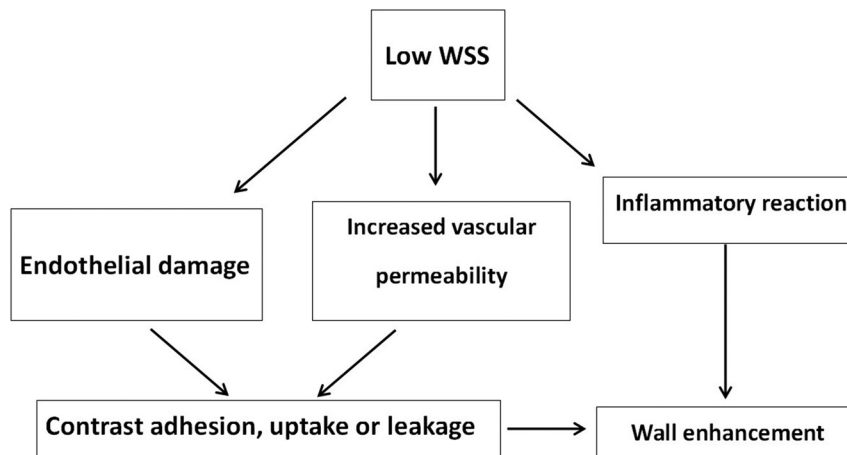 Low WSS
Endothelial damage
Increased vascular
permeability
Inflammatory reaction
Contrast adhesion, uptake or leakage
Wall enhancement